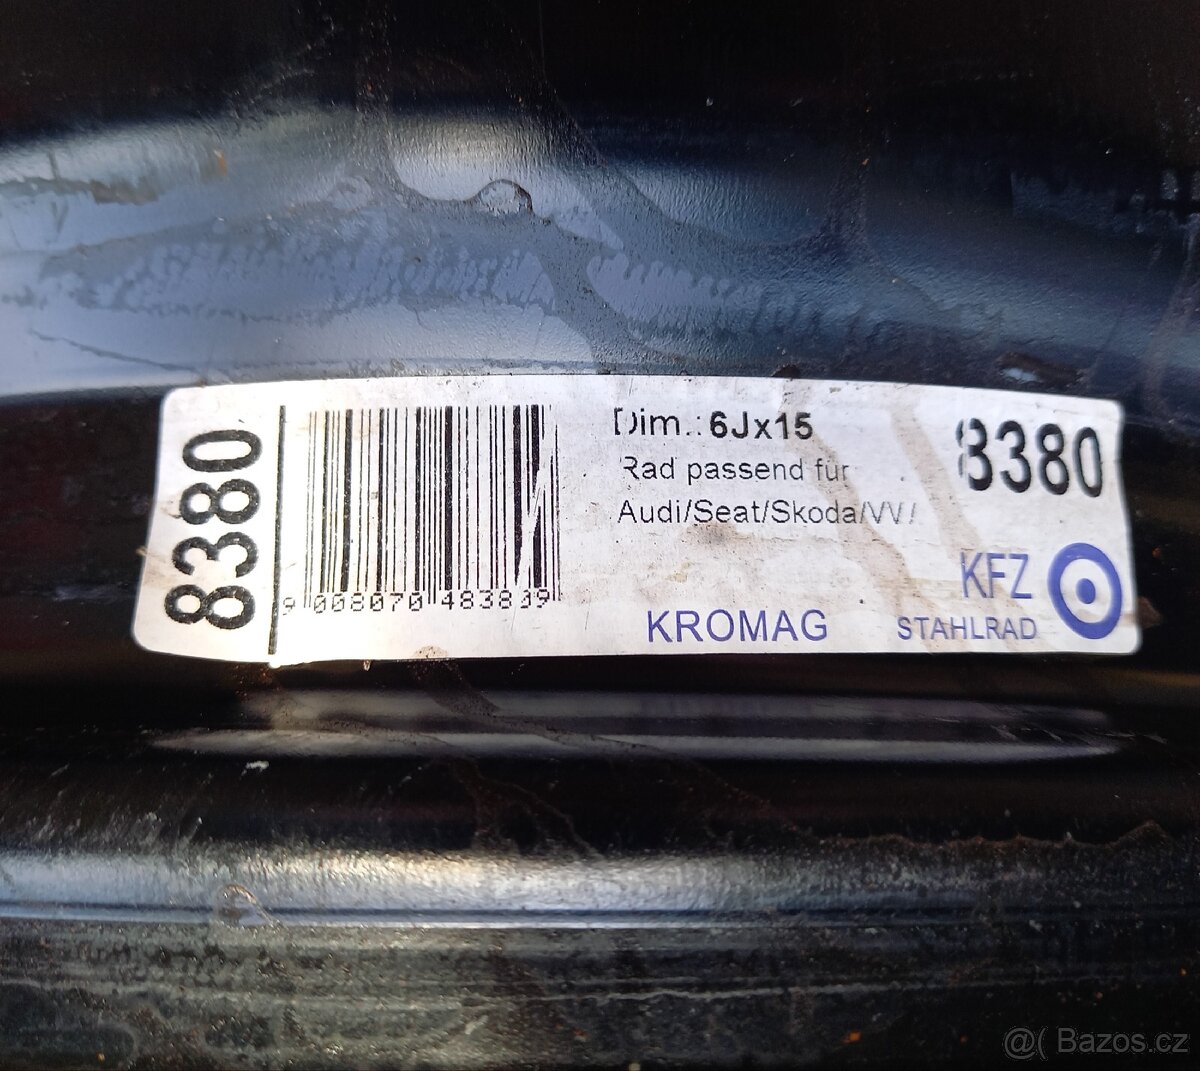 8380
9 008070 483839
Dim.: 6Jx15
Rad passend für
Audi/Seat/Skoda/VW
8380
KFZ
STAHLRAD
KROMAG
@( Bazos.cz